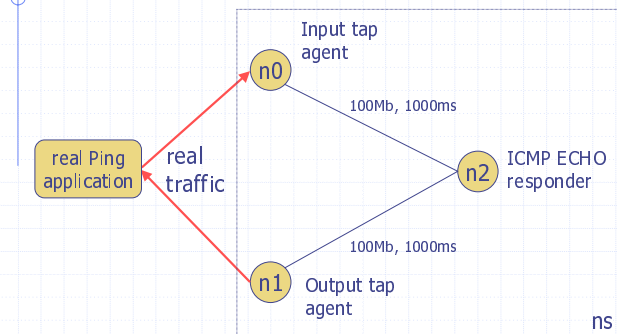 Input tap
agent
n0
100Mb, 1000ms
real Ping
application
real
traffic
n2
ICMP ECHO
responder
100Mb, 1000ms
n1
Output tap
agent
ns